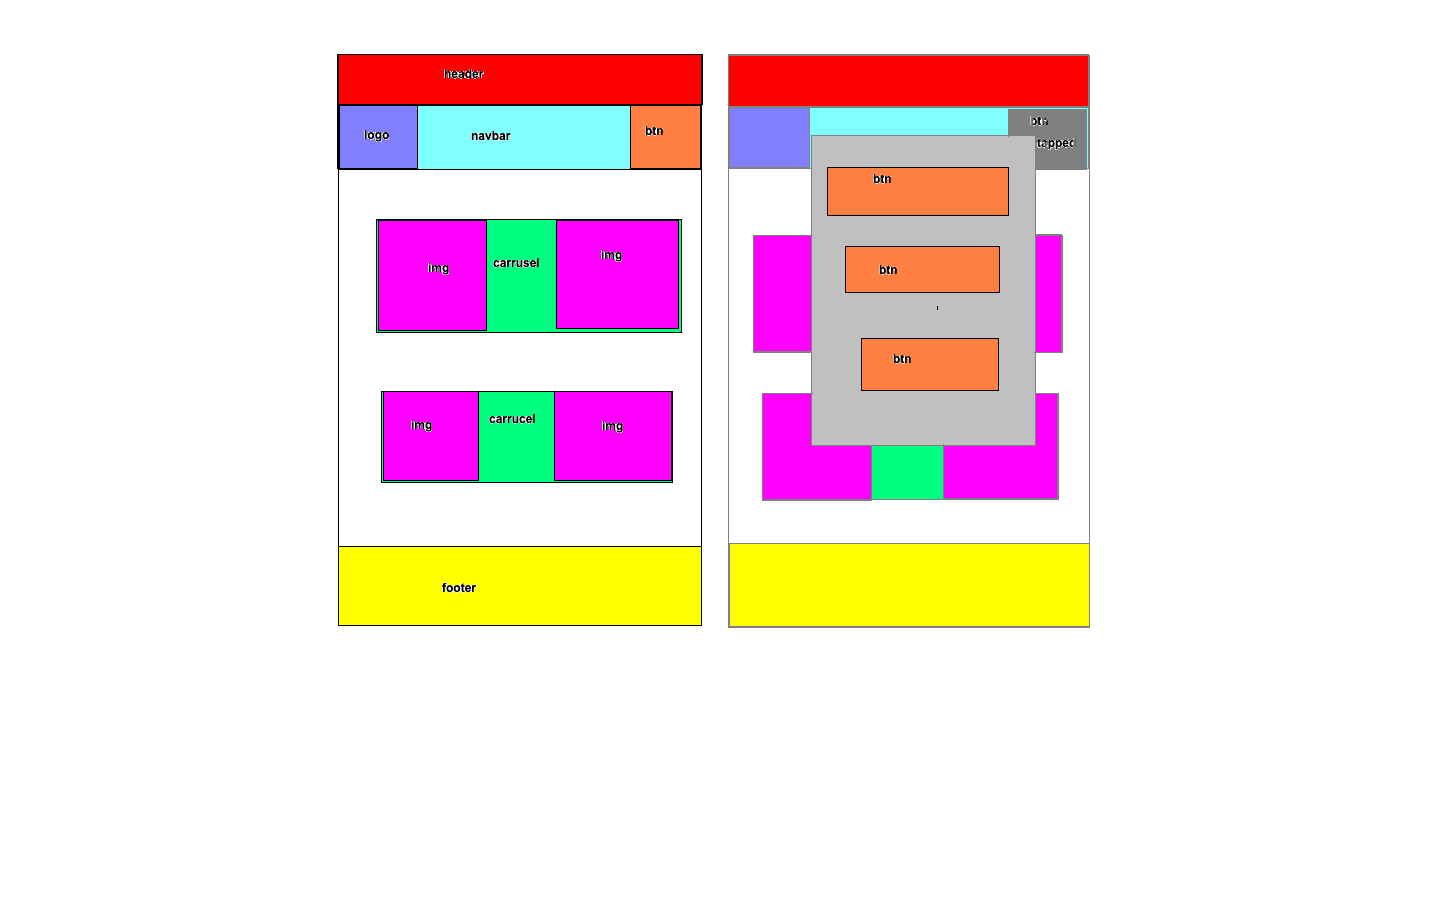 header
logo
navbar
btn
img
carrusel
img
img
carrucel
img
footer
btn
tapped
btn
btn
btn